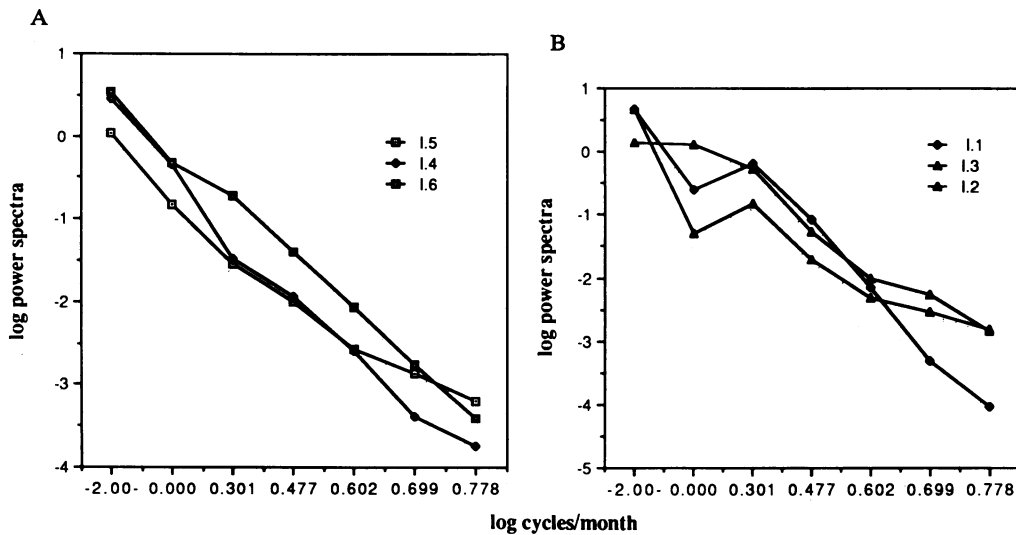 A
log power spectra
1
0
-1
-2
-3
-4
I.5
I.4
I.6
-2.00- 0.000 0.301 0.477 0.602 0.699 0.778
B
log power spectra
1
0
-1
-2
-3
-4
-5
I.1
I.3
I.2
-2.00- 0.000 0.301 0.477 0.602 0.699 0.778
log cycles/month